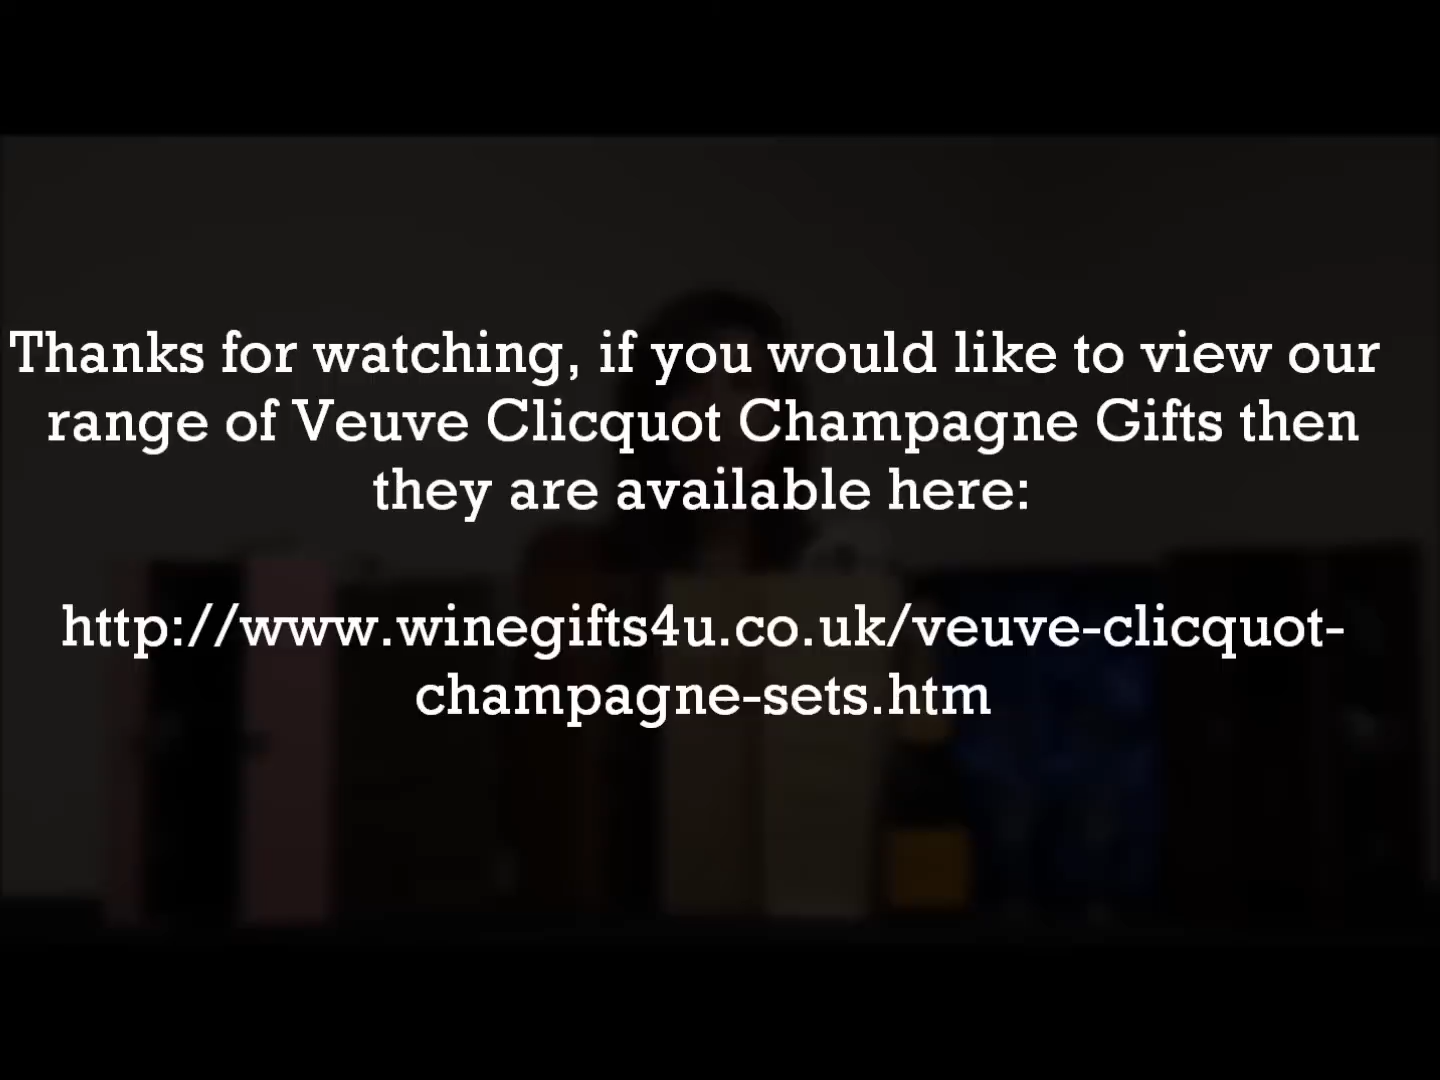 Thanks for watching, if you would like to view our
range of Veuve Clicquot Champagne Gifts then
they are available here:
http://www.winegifts4u.co.uk/veuve-clicquot-
champagne-sets.htm